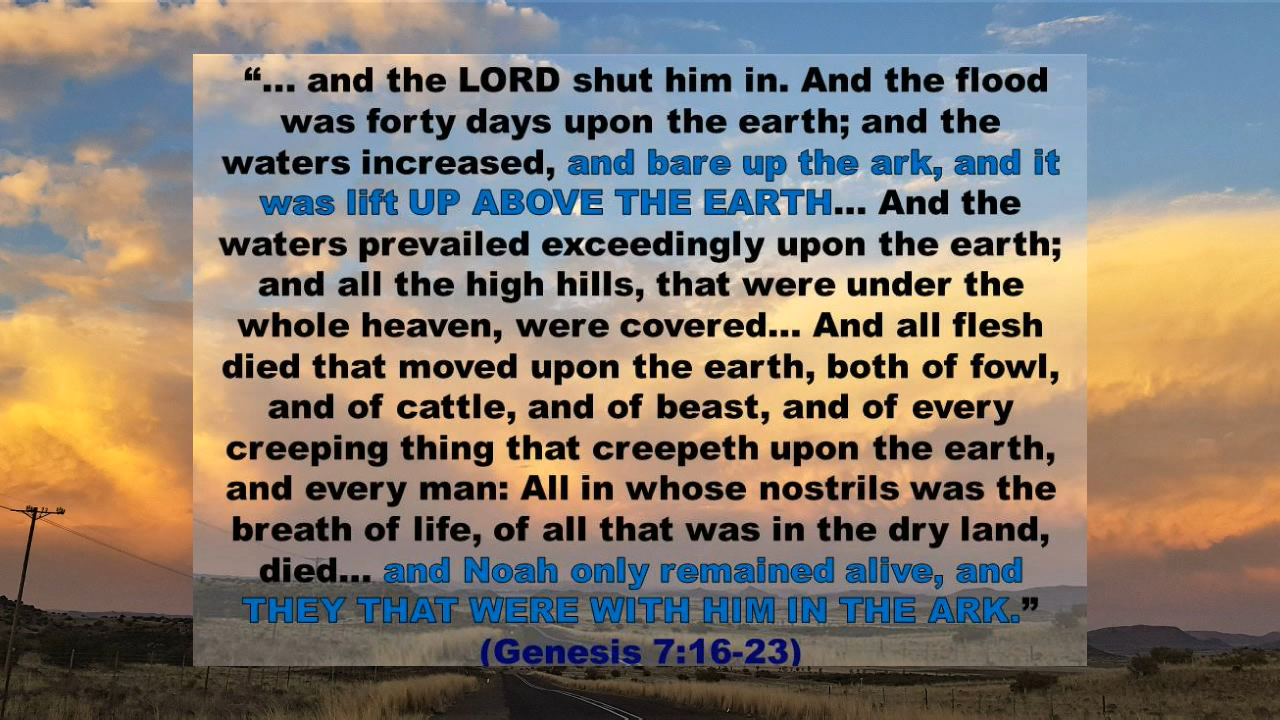 “... and the LORD shut him in. And the flood
was forty days upon the earth; and the
waters increased, and bare up the ark, and it
was lift UP ABOVE THE EARTH... And the
waters prevailed exceedingly upon the earth;
and all the high hills, that were under the
whole heaven, were covered... And all flesh
died that moved upon the earth, both of fowl,
and of cattle, and of beast, and of every
creeping thing that creepeth upon the earth,
and every man: All in whose nostrils was the
breath of life, of all that was in the dry land,
died... and Noah only remained alive, and
THEY THAT WERE WITH HIM IN THE ARK.”
(Genesis 7:16-23)